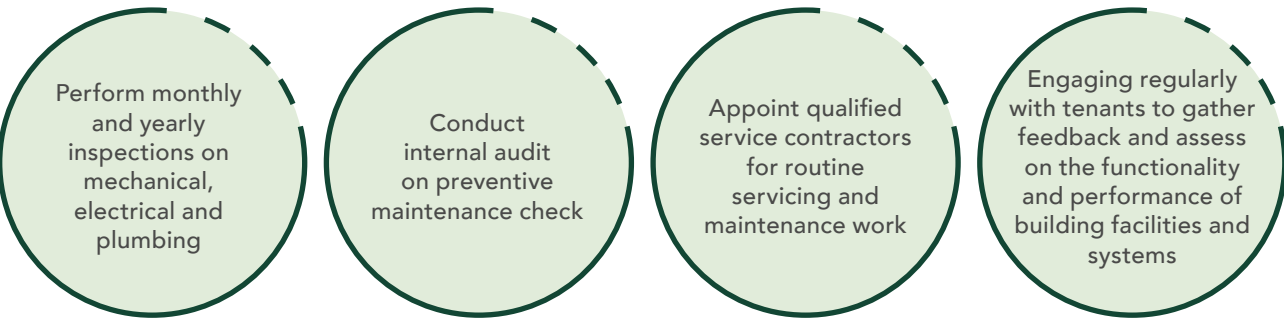 Perform monthly
and yearly
inspections on
mechanical,
electrical and
plumbing
Conduct
internal audit
on preventive
maintenance check
Appoint qualified
service contractors
for routine
servicing and
maintenance work
Engaging regularly
with tenants to gather
feedback and assess
on the functionality
and performance of
building facilities and
systems